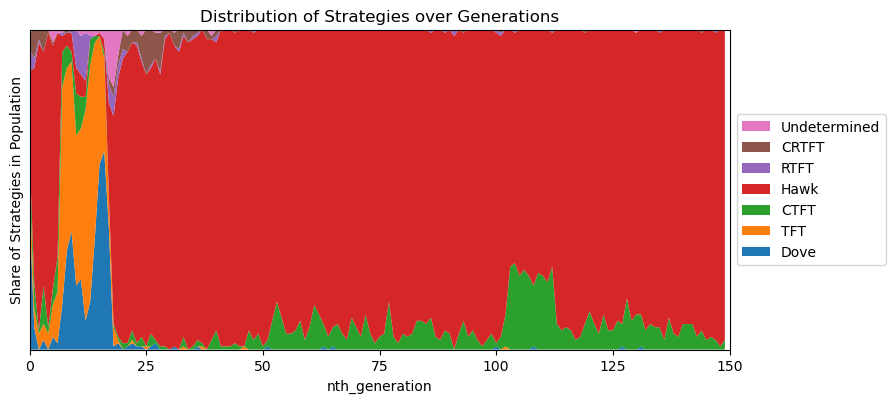 Distribution of Strategies over Generations
Share of Strategies in Population
Undetermined
CRTFT
RTFT
Hawk
CTFT
TFT
Dove
0 25 50 75 100 125 150
nth_generation